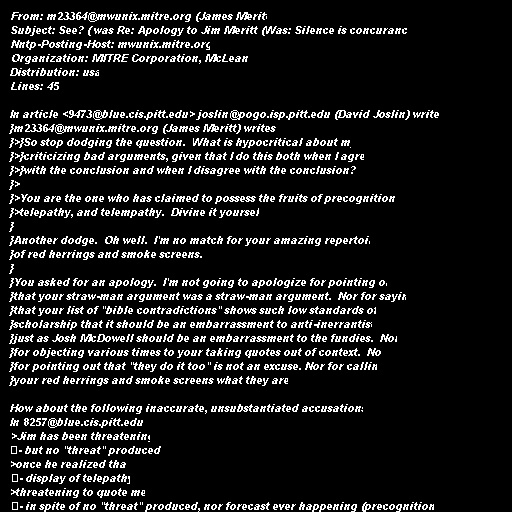 From: m23364@mwunix.mitre.org (James Merit
Subject: See? (was Re: Apology to Jim Meritt (Was: Silence is concuranc
Nntp-Posting-Host: mwunix.mitre.org
Organization: MITRE Corporation, McLean
Distribution: usa
Lines: 45

In article <9473@blue.cis.pitt.edu> joslin@pogo.isp.pitt.edu (David Joslin) write
}m23364@mwunix.mitre.org (James Meritt) writes
}>}So stop dodging the question.  What is hypocritical about m
}>}criticizing bad arguments, given that I do this both when I agre
}>}with the conclusion and when I disagree with the conclusion?
}>
}>You are the one who has claimed to possess the fruits of precognition
}>telepathy, and telempathy.  Divine it yoursel
}
}Another dodge.  Oh well.  I'm no match for your amazing repertoi
}of red herrings and smoke screens.
}
}You asked for an apology.  I'm not going to apologize for pointing o
}that your straw-man argument was a straw-man argument.  Nor for sayin
}that your list of "bible contradictions" shows such low standards of
}scholarship that it should be an embarrassment to anti-inerrantis
}just as Josh McDowell should be an embarrassment to the fundies.  No
}for objecting various times to your taking quotes out of context.  No
}for pointing out that "they do it too" is not an excuse. Nor for callin
}your red herrings and smoke screens what they are

How about the following inaccurate, unsubstantiated accusations
In 8257@blue.cis.pitt.edu
>Jim has been threatening
- but no "threat" produced
>once he realized tha
- display of telepathy
>threatening to quote me
- in spite of no "threat" produced, nor forecast ever happening (precognition